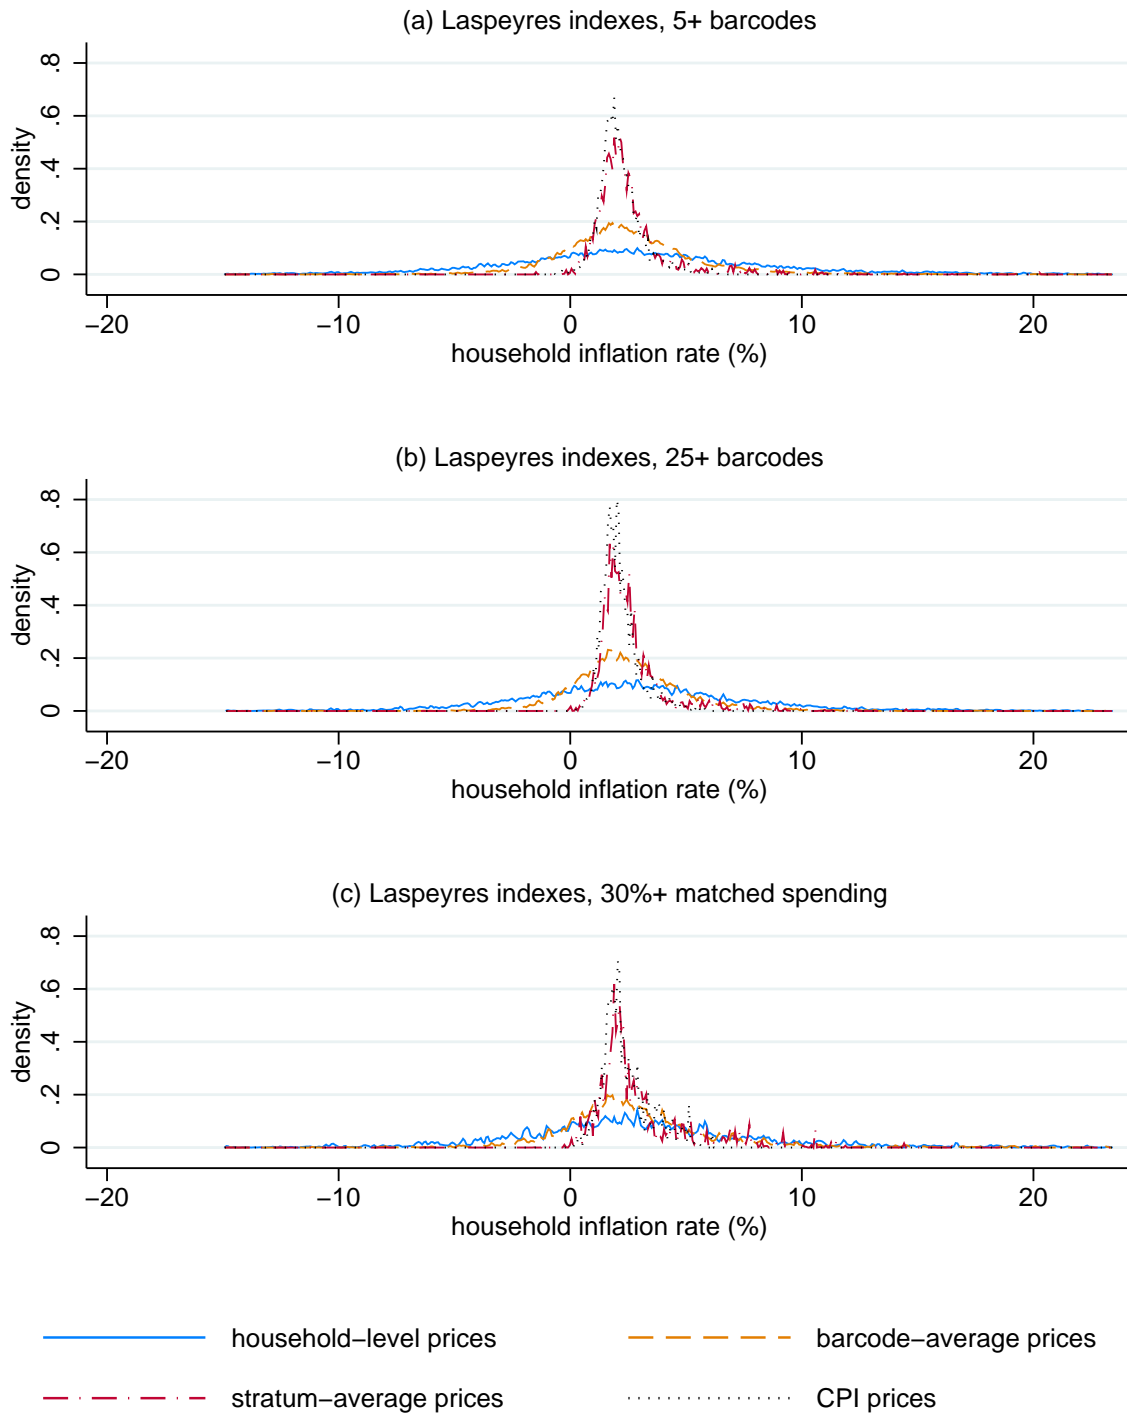 (a) Laspeyres indexes, 5+ barcodes
density
0 .2 .4 .6 .8
−20 −10 0 10 20
household inflation rate (%)
(b) Laspeyres indexes, 25+ barcodes
density
0 .2 .4 .6 .8
−20 −10 0 10 20
household inflation rate (%)
(c) Laspeyres indexes, 30%+ matched spending
density
0 .2 .4 .6 .8
−20 −10 0 10 20
household inflation rate (%)
household−level prices
barcode−average prices
stratum−average prices
CPI prices